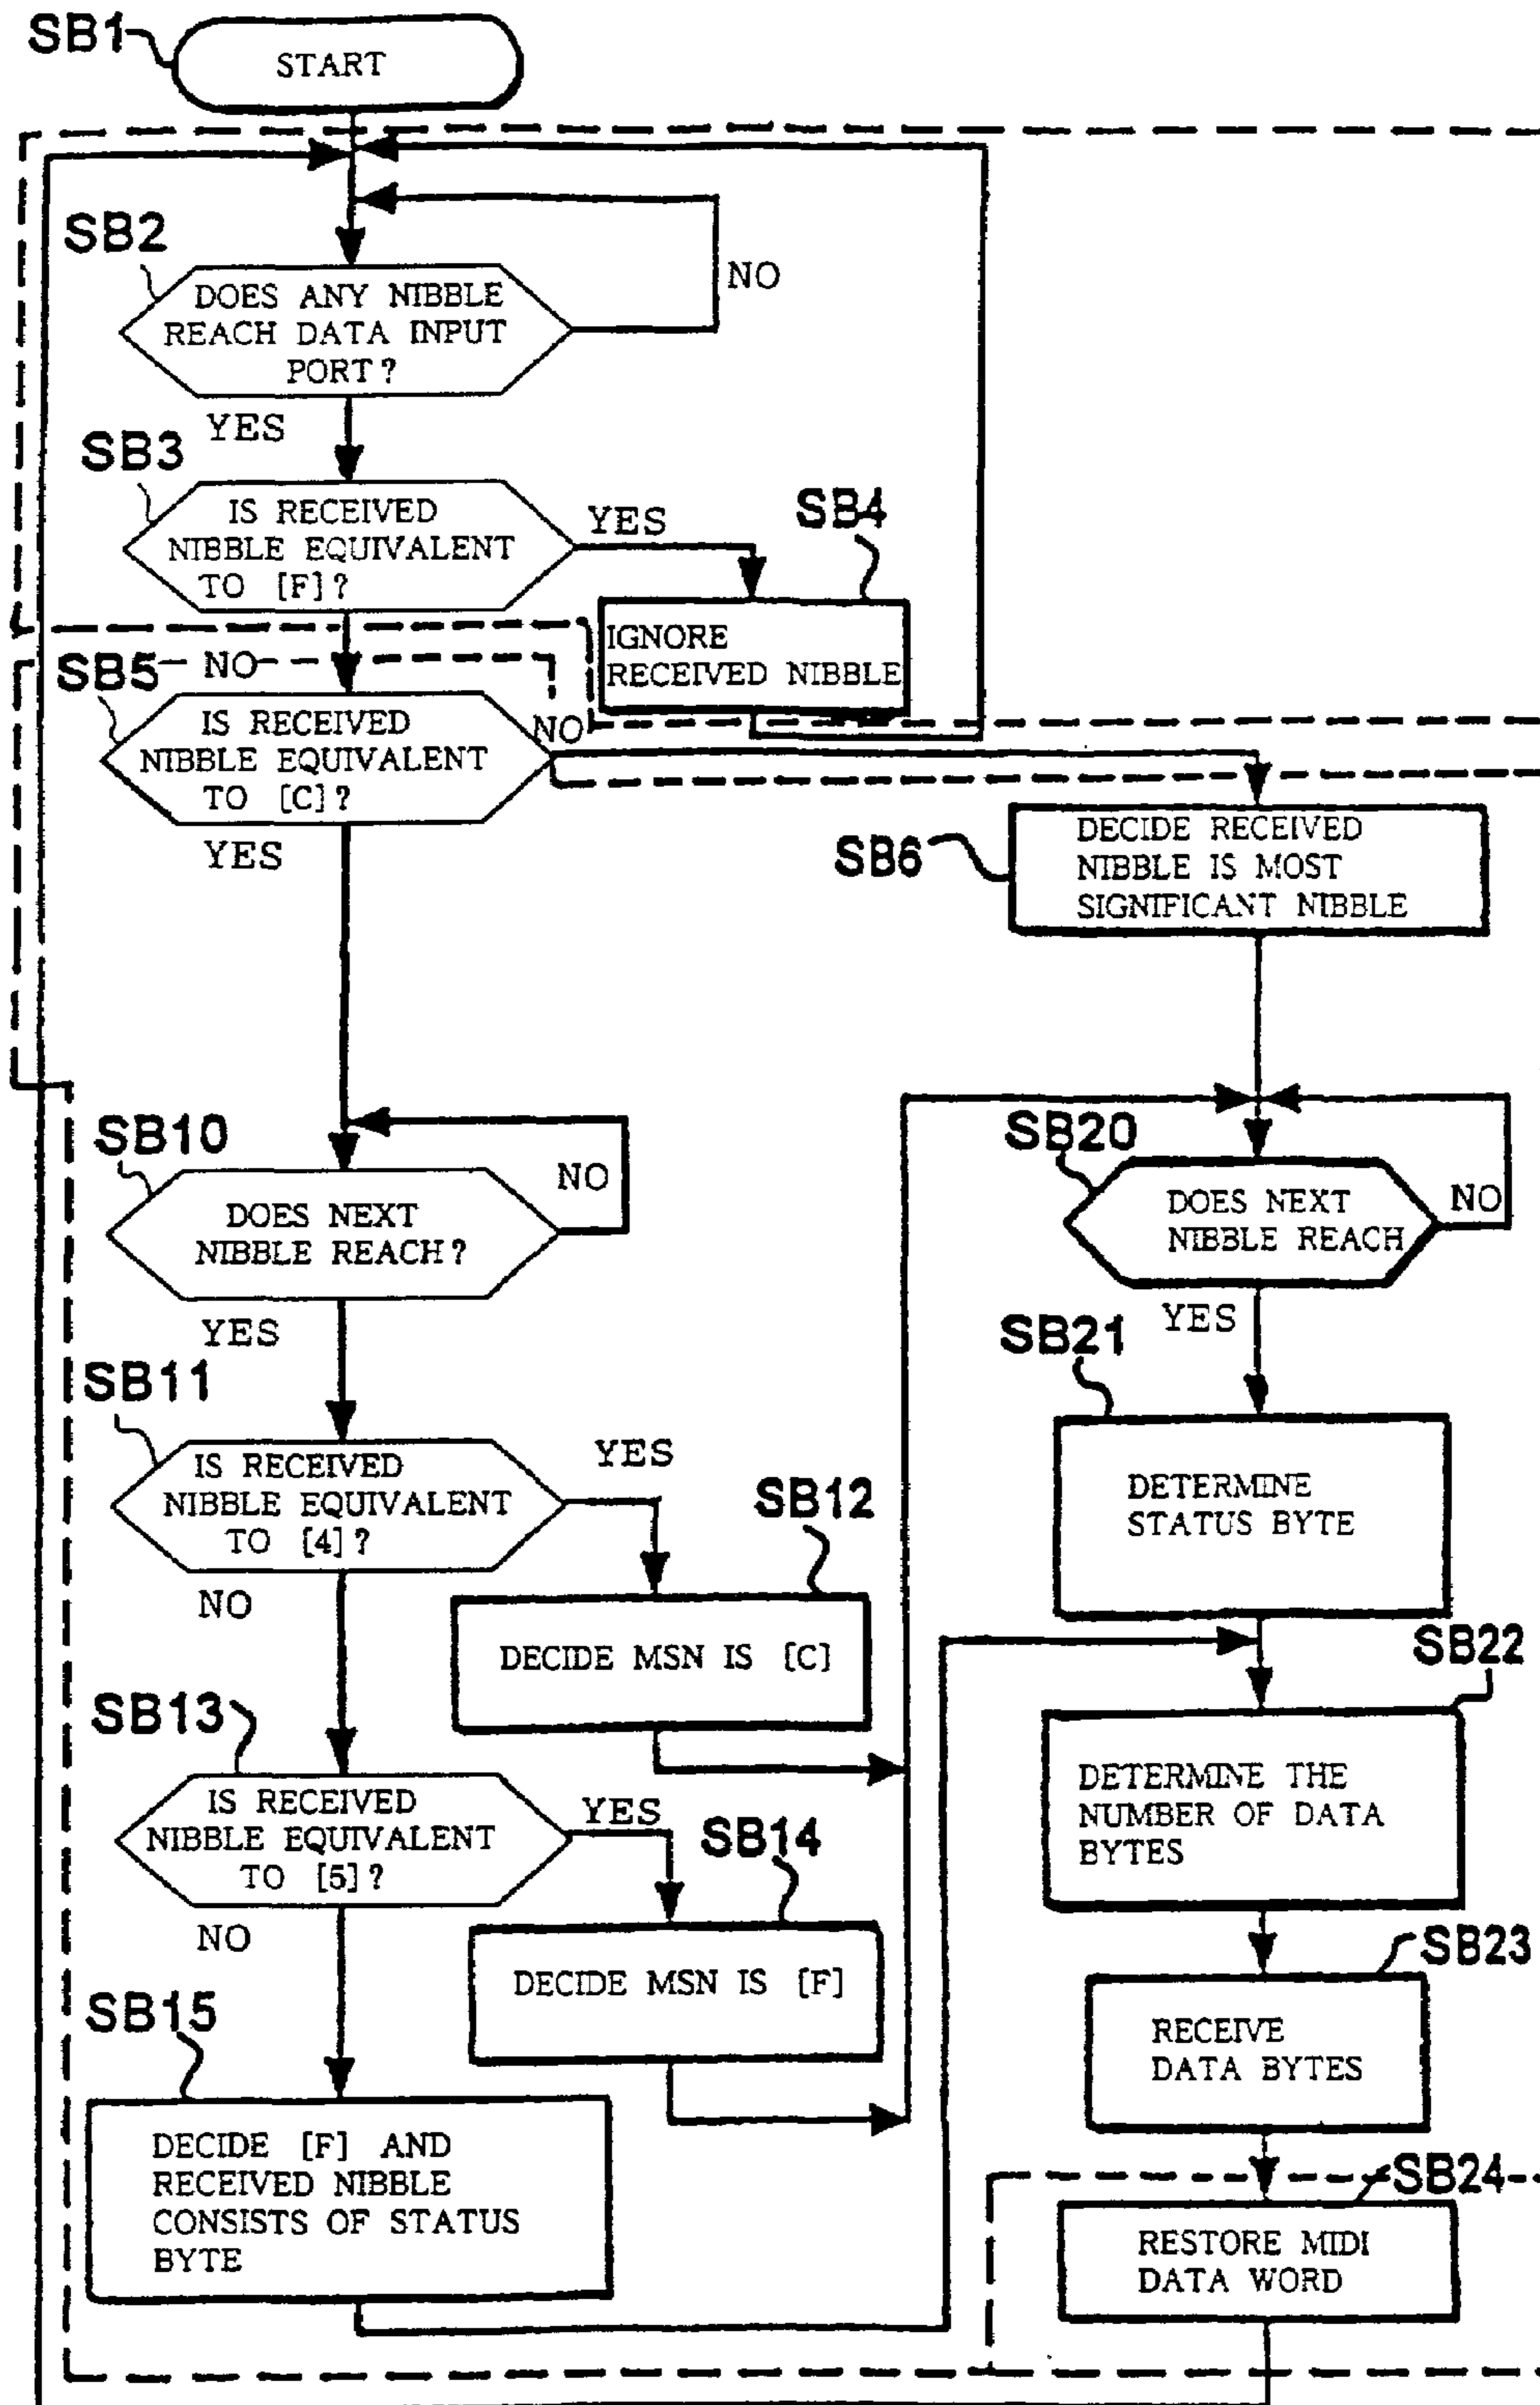 SB1
START
SB2
DOES ANY NIBBLE
REACH DATA INPUT
PORT?
NO
YES
SB3
IS RECEIVED
NIBBLE EQUIVALENT
TO [F]?
YES
SB4
IGNORE
RECEIVED NIBBLE
NO
SB5
IS RECEIVED
NIBBLE EQUIVALENT
TO [C]?
NO
YES
SB6
DECIDE RECEIVED
NIBBLE IS MOST
SIGNIFICANT NIBBLE
SB10
DOES NEXT
NIBBLE REACH?
NO
YES
SB11
IS RECEIVED
NIBBLE EQUIVALENT
TO [4]?
YES
SB12
DECIDE MSN IS [C]
NO
SB13
IS RECEIVED
NIBBLE EQUIVALENT
TO [5]?
YES
SB14
DECIDE MSN IS [F]
NO
SB15
DECIDE [F] AND
RECEIVED NIBBLE
CONSISTS OF STATUS
BYTE
SB20
DOES NEXT
NIBBLE REACH
NO
YES
SB21
DETERMINE
STATUS BYTE
SB22
DETERMINE THE
NUMBER OF DATA
BYTES
SB23
RECEIVE
DATA BYTES
SB24
RESTORE MIDI
DATA WORD